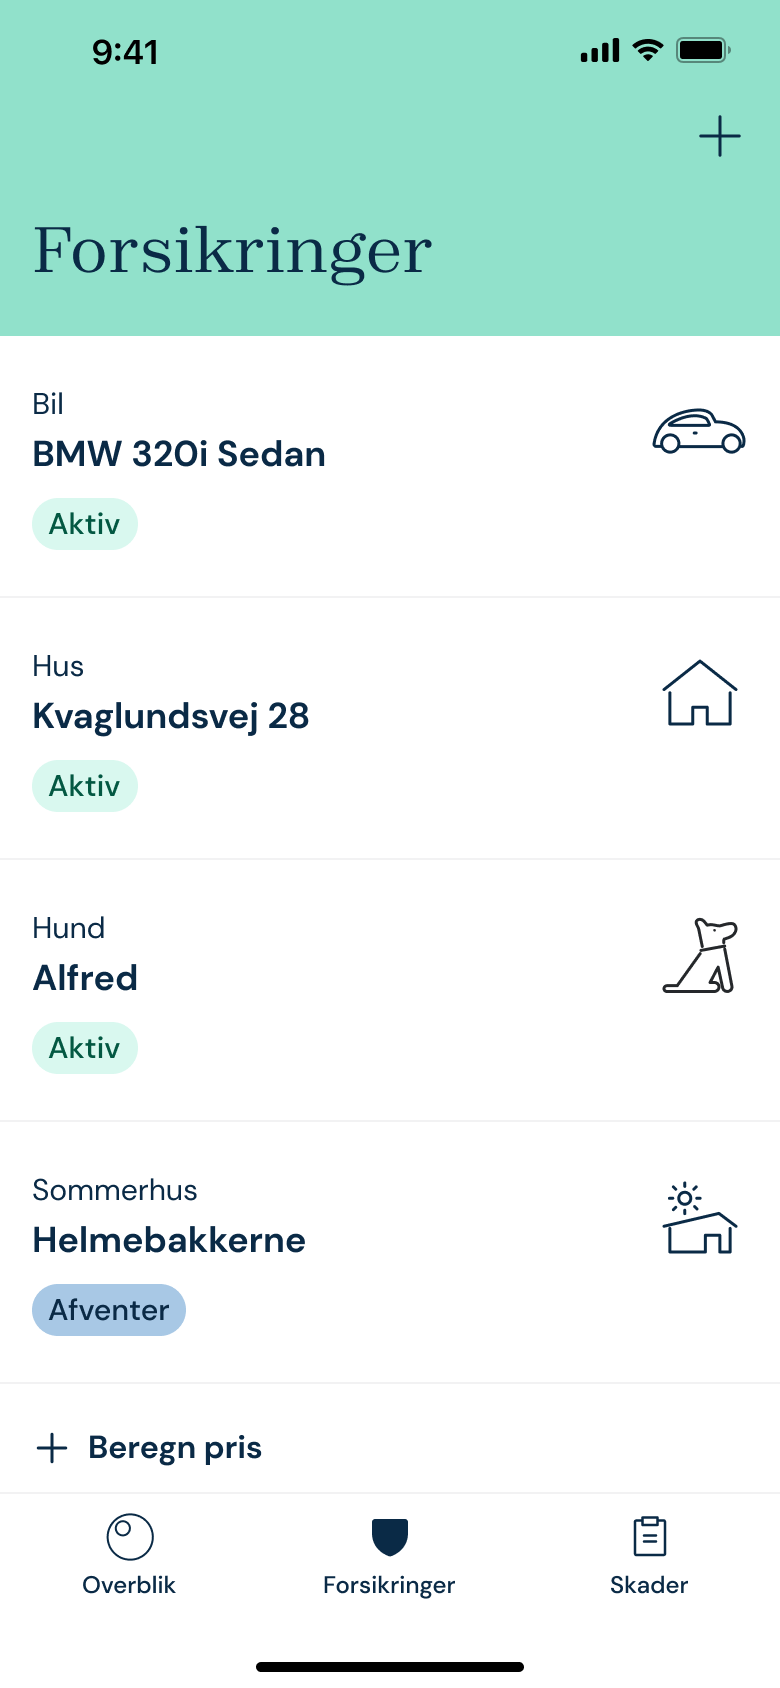 9:41
Forsikringer
Bil
BMW 320i Sedan
Aktiv
Hus
Kvaglundsvej 28
Aktiv
Hund
Alfred
Aktiv
Sommerhus
Helmebakkerne
Afventer
Beregn pris
Overblik
Forsikringer
Skader